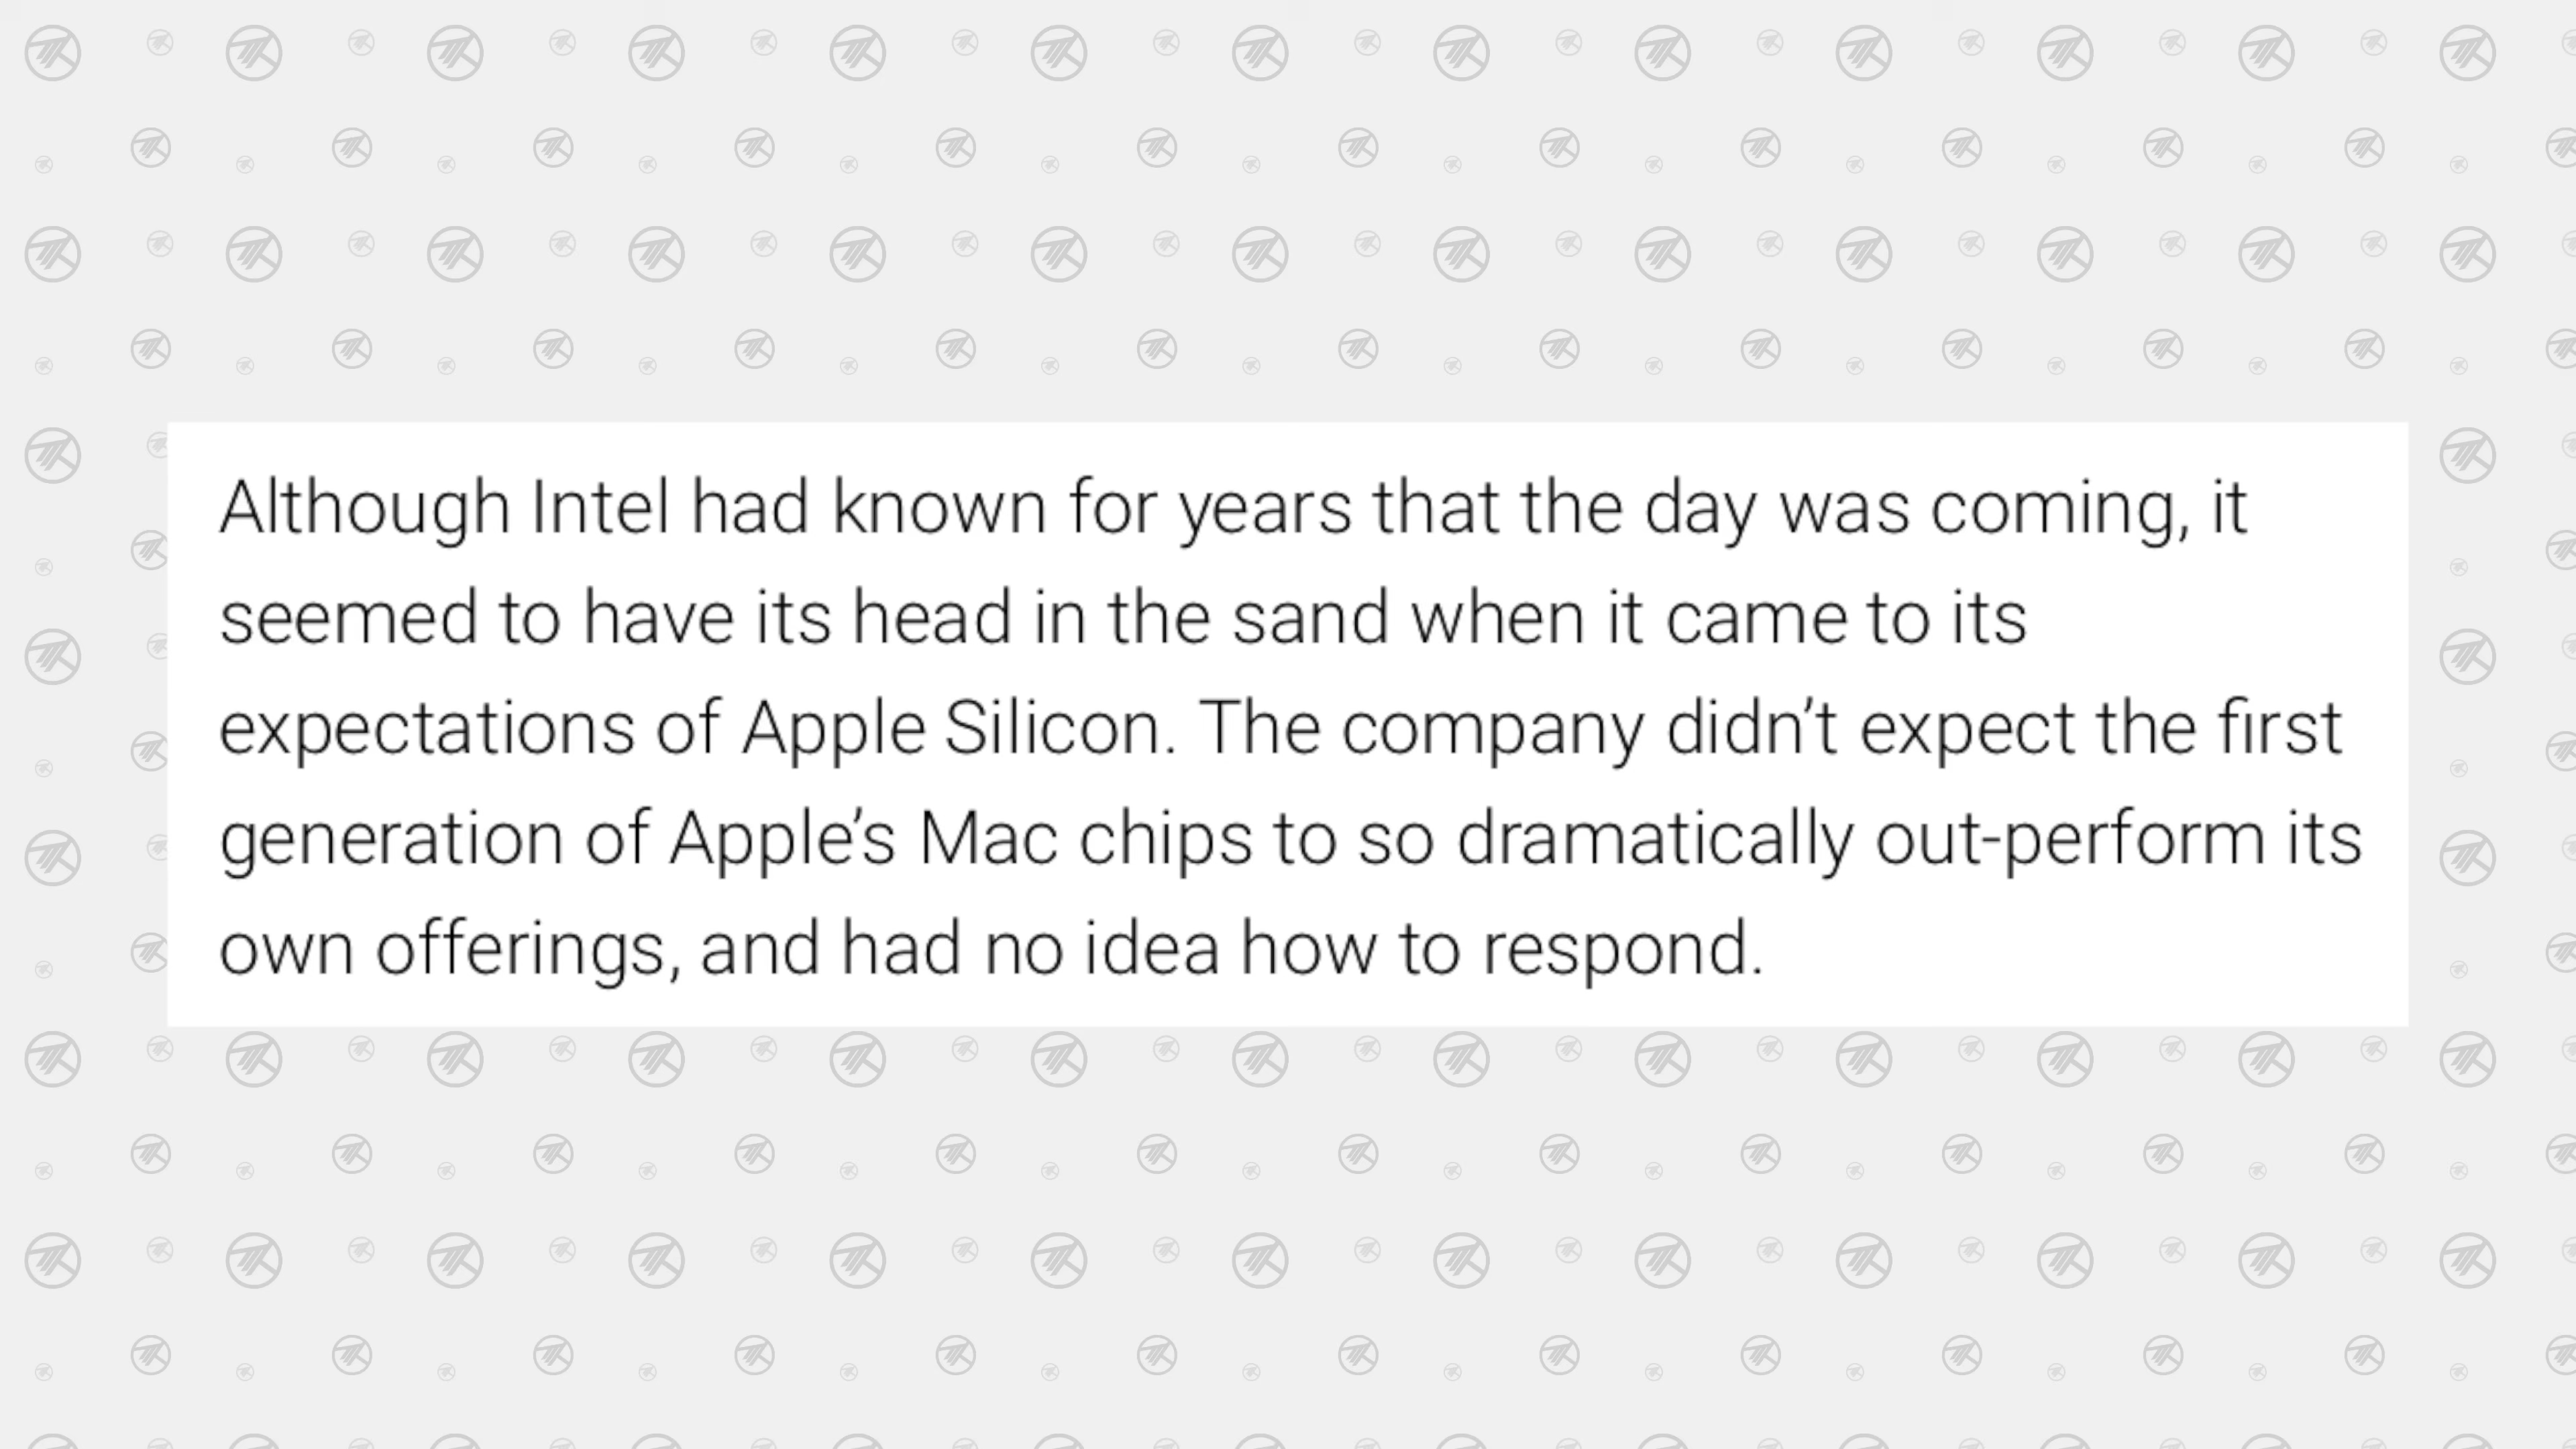 Although Intel had known for years that the day was coming, it
seemed to have its head in the sand when it came to its
expectations of Apple Silicon. The company didn’t expect the first
generation of Apple’s Mac chips to so dramatically out-perform its
own offerings, and had no idea how to respond.